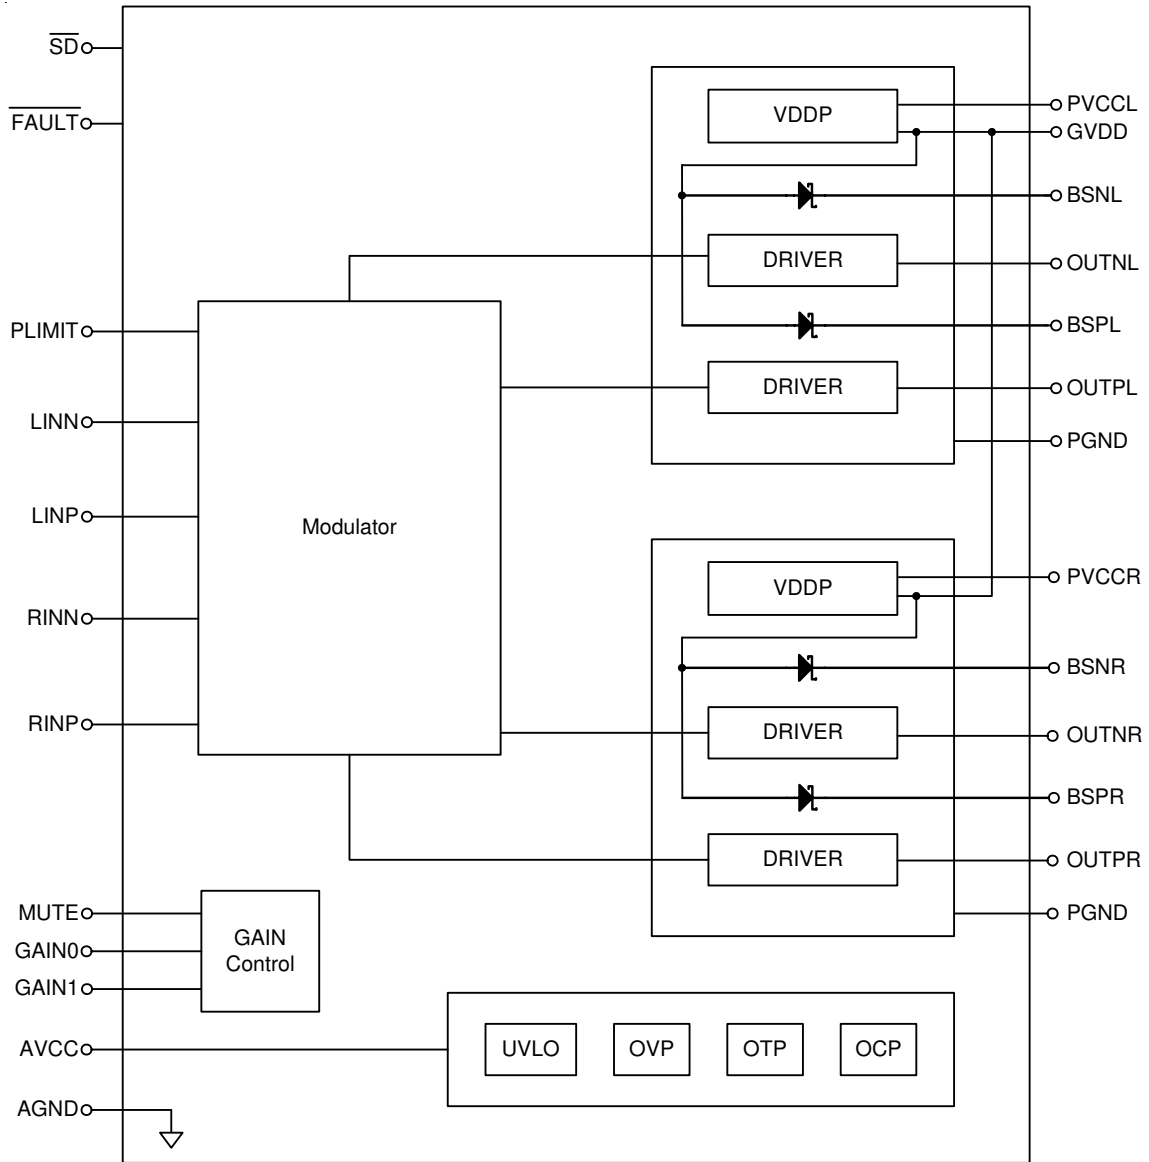 SD
FAULT
PLIMIT
LINN
LINP
RINN
RINP
MUTE
GAIN0
GAIN1
AVCC
AGND
Modulator
GAIN
Control
VDDP
DRIVER
DRIVER
VDDP
DRIVER
DRIVER
UVLO
OVP
OTP
OCP
PVCCL
GVDD
BSNL
OUTNL
BSPL
OUTPL
PGND
PVCCR
BSNR
OUTNR
BSPR
OUTPR
PGND